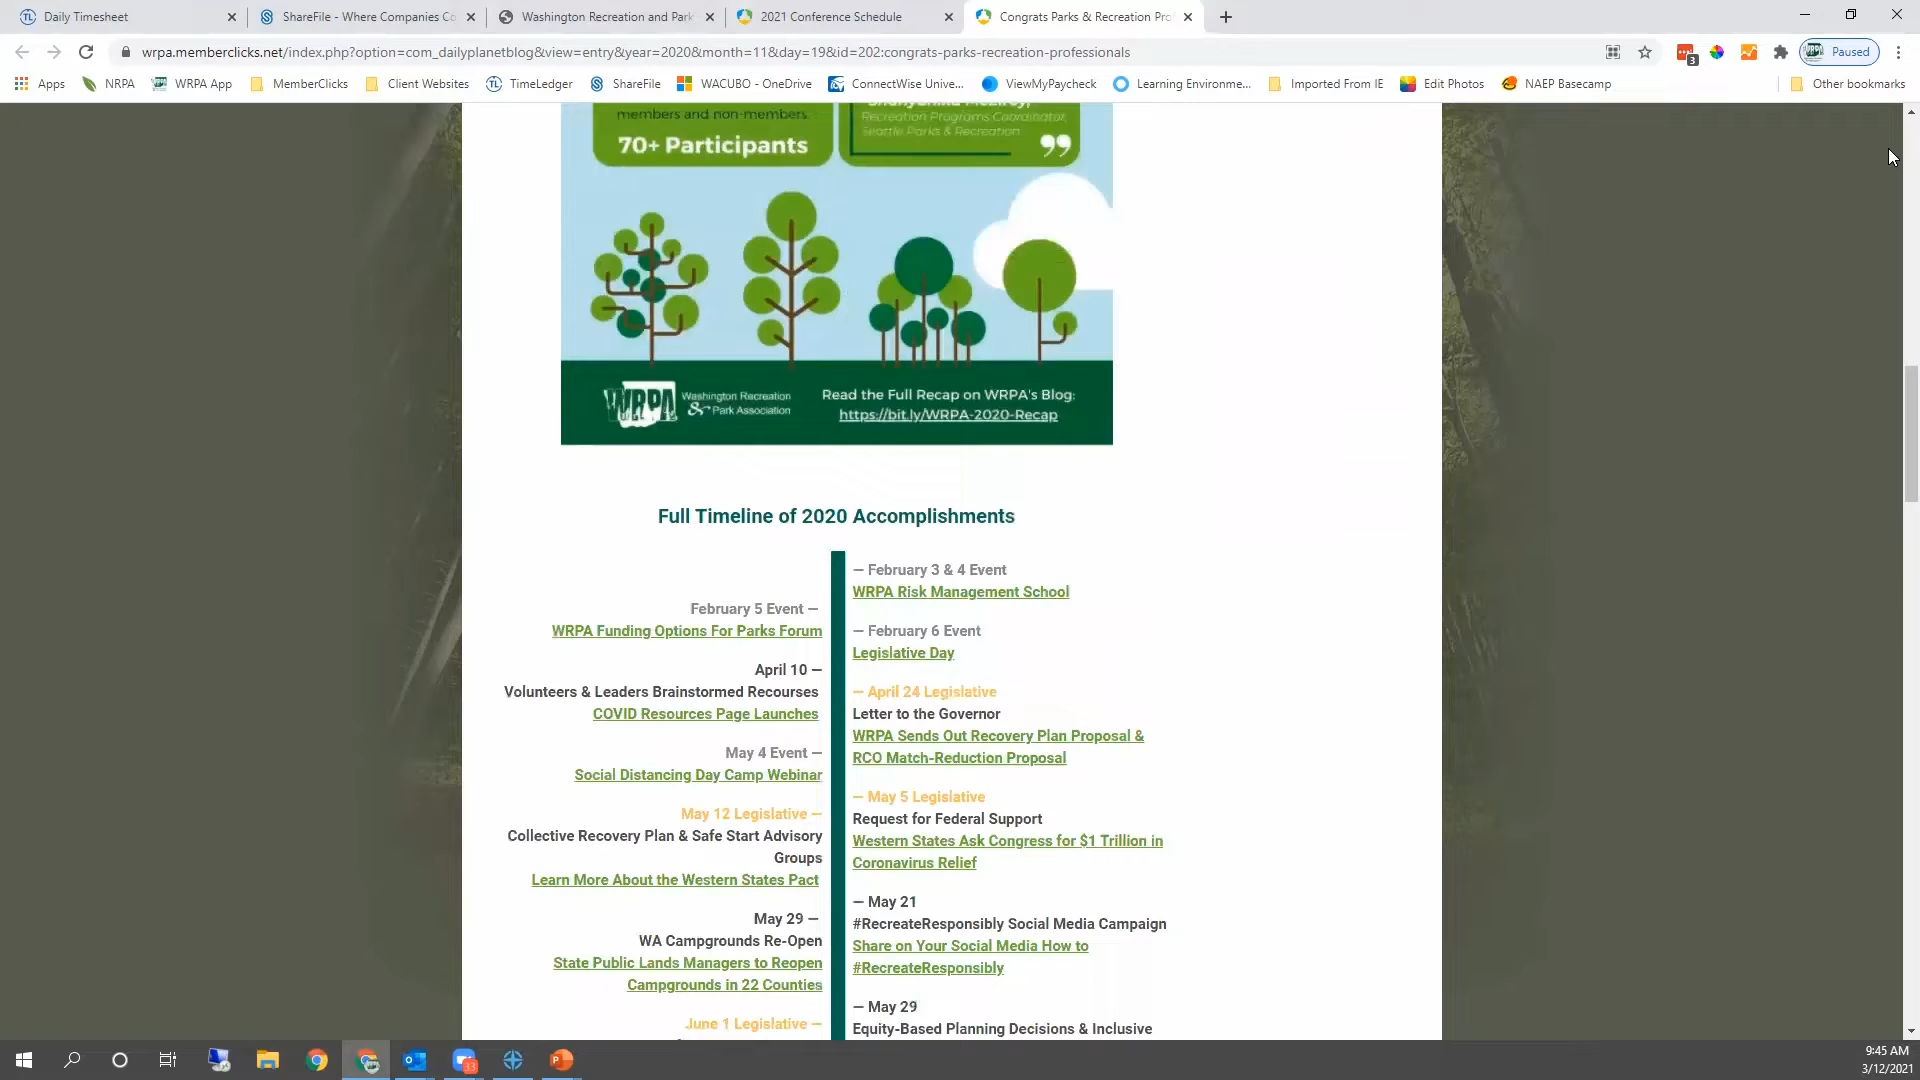 Daily Timesheet
ShareFile - Where Companies Co
Washington Recreation and Park
2021 Conference Schedule
Congrats Parks & Recreation Pro
wrpa.memberclicks.net/index.php?option=com_dailyplanetblog&view=entry&year=2020&month=11&day=19&id=202:congrats-parks-recreation-professionals
3
Paused
Apps
NRPA
WRPA App
MemberClicks
Client Websites
TimeLedger
ShareFile
WACUBO - OneDrive
ConnectWise Unive...
ViewMyPaycheck
Learning Environme...
Imported From IE
Edit Photos
NAEP Basecamp
Other bookmarks
members and non-members.
70+ Participants
Recreation Programs Coordinator,
Seattle Parks & Recreation
WRPA
Washington Recreation
& Park Association
Read the Full Recap on WRPA's Blog:
https://bit.ly/WRPA-2020-Recap
Full Timeline of 2020 Accomplishments
— February 3 & 4 Event
WRPA Risk Management School
February 5 Event —
WRPA Funding Options For Parks Forum
— February 6 Event
Legislative Day
April 10 —
Volunteers & Leaders Brainstormed Recourses
COVID Resources Page Launches
— April 24 Legislative
Letter to the Governor
WRPA Sends Out Recovery Plan Proposal &
RCO Match-Reduction Proposal
May 4 Event —
Social Distancing Day Camp Webinar
— May 5 Legislative
Request for Federal Support
Western States Ask Congress for $1 Trillion in
Coronavirus Relief
May 12 Legislative —
Collective Recovery Plan & Safe Start Advisory
Groups
Learn More About the Western States Pact
— May 21
#RecreateResponsibly Social Media Campaign
Share on Your Social Media How to
#RecreateResponsibly
May 29 —
WA Campgrounds Re-Open
State Public Lands Managers to Reopen
Campgrounds in 22 Counties
— May 29
Equity-Based Planning Decisions & Inclusive
June 1 Legislative —
33
9:45 AM
3/12/2021